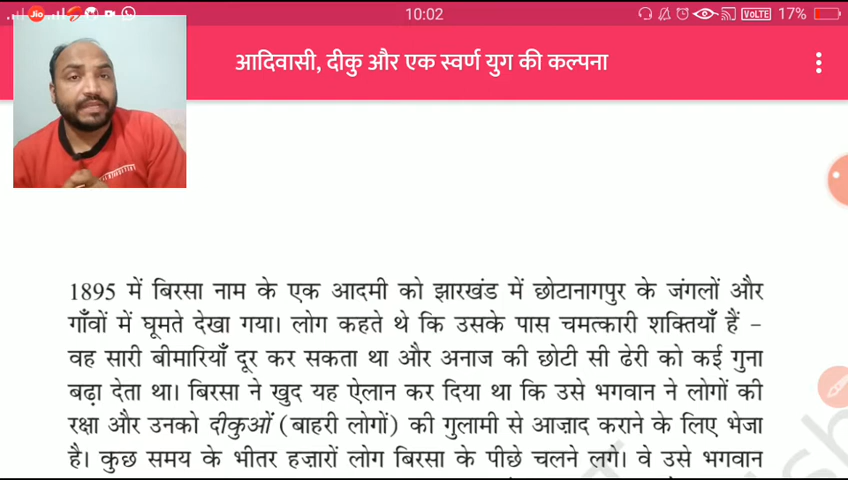 Jio
10:02
VoLTE
17%
आदिवासी, दीकु और एक स्वर्ण युग की कल्पना
1895 में बिरसा नाम के एक आदमी को झारखंड में छोटानागपुर के जंगलों और
गाँवों में घूमते देखा गया। लोग कहते थे कि उसके पास चमत्कारी शक्तियाँ हैं –
वह सारी बीमारियाँ दूर कर सकता था और अनाज की छोटी सी ढेरी को कई गुना
बढ़ा देता था। बिरसा ने खुद यह ऐलान कर दिया था कि उसे भगवान ने लोगों की
रक्षा और उनको दीकुओं (बाहरी लोगों) की गुलामी से आज़ाद कराने के लिए भेजा
है। कुछ समय के भीतर हज़ारों लोग बिरसा के पीछे चलने लगे। वे उसे भगवान